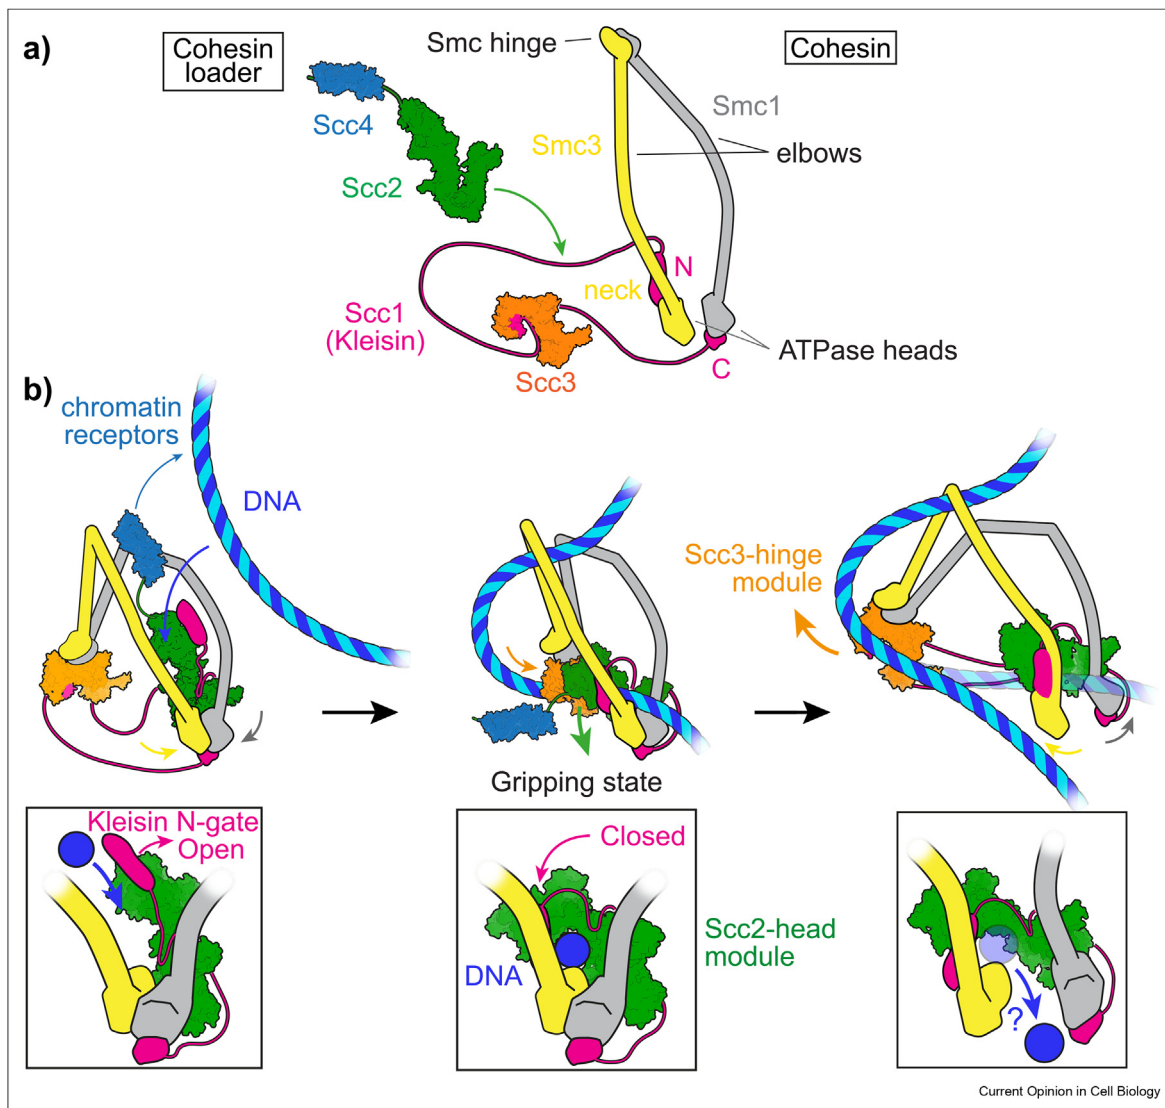 a)
Cohesin
loader
Smc hinge
Cohesin
Scc4
Smc1
Smc3
elbows
Scc2
N
neck
Scc1
(Kleisin)
ATPase heads
C
Scc3
b)
chromatin
receptors
DNA
Scc3-hinge
module
Gripping state
Kleisin N-gate
Open
Closed
Scc2-head
module
DNA
?
Current Opinion in Cell Biology